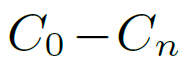 C₀ – Cₙ